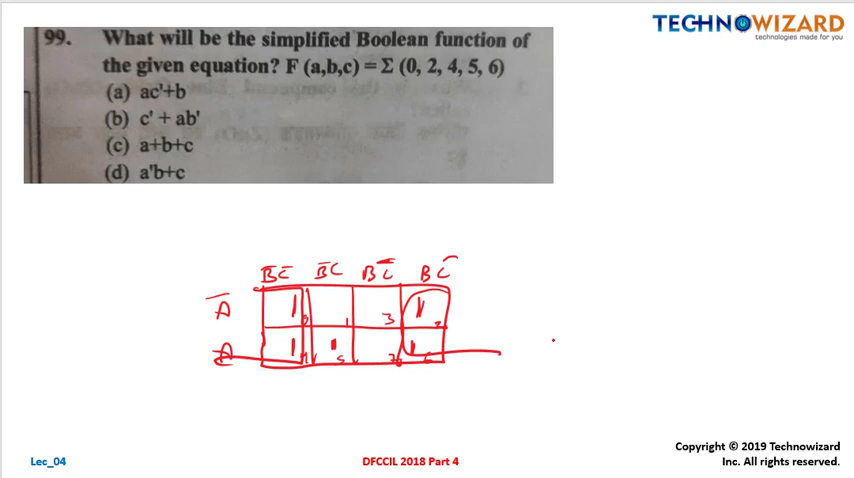 TECHNOWIZARD
technologies made for you
99. What will be the simplified Boolean function of
the given equation? F (a,b,c) = Σ (0, 2, 4, 5, 6)
(a) ac'+b
(b) c' + ab'
(c) a+b+c
(d) a'b+c
B̅C̅ B̅C BC̅ BC̅
A̅ 1 0 1 3 1 2
A 1 4 1 5 7 1 6
Copyright © 2019 Technowizard
Lec_04 DFCCIL 2018 Part 4 Inc. All rights reserved.